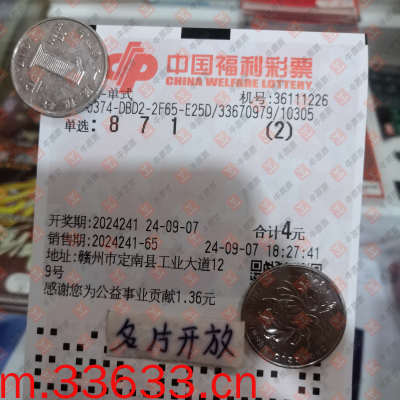 中国福利彩票
CHINA WELFARE LOTTERY
-单式 机号:36111226
0374-DBD2-2F65-E25D/33670979/10305
单选: 8 7 1 (2)
开奖期:2024241 24-09-07 合计4元
销售期:2024241-65 24-09-07 18:27:41
地址:赣州市定南县工业大道12
9号
感谢您为公益事业贡献1.36元
名片开放
m.33633.cn